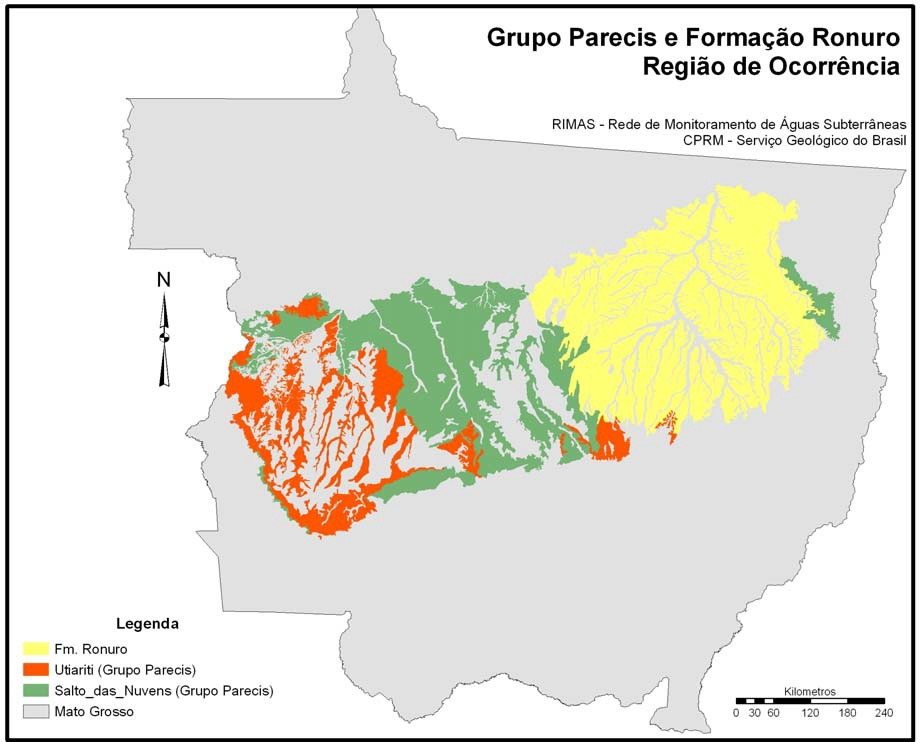 Grupo Parecis e Formação Ronuro
Região de Ocorrência
RIMAS - Rede de Monitoramento de Águas Subterrâneas
CPRM - Serviço Geológico do Brasil
N
Legenda
Fm. Ronuro
Utiariti (Grupo Parecis)
Salto_das_Nuvens (Grupo Parecis)
Mato Grosso
Kilometros
0 30 60 120 180 240